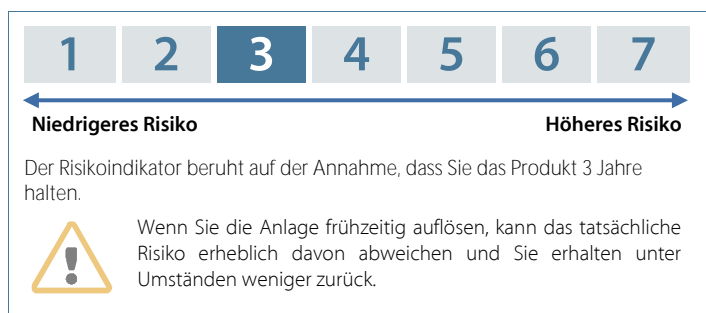 1 2 3 4 5 6 7
Niedrigeres Risiko Höheres Risiko
Der Risikoindikator beruht auf der Annahme, dass Sie das Produkt 3 Jahre
halten.
Wenn Sie die Anlage frühzeitig auflösen, kann das tatsächliche
Risiko erheblich davon abweichen und Sie erhalten unter
Umständen weniger zurück.